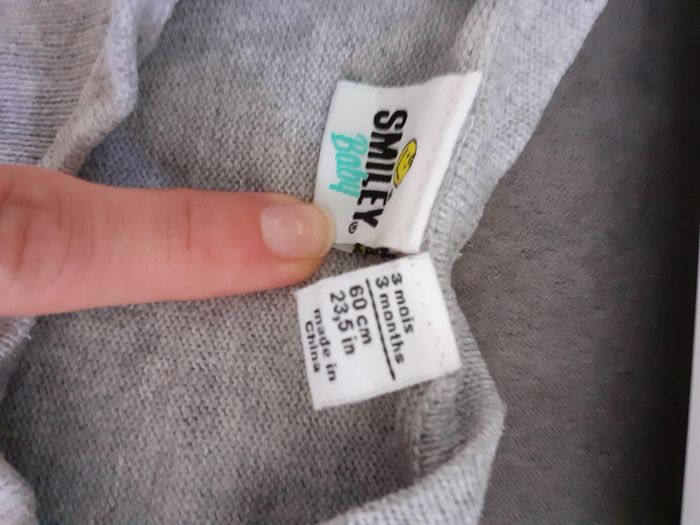 SMILEY®
Baby
3 mois
3 months
60 cm
23,5 in
made in
China